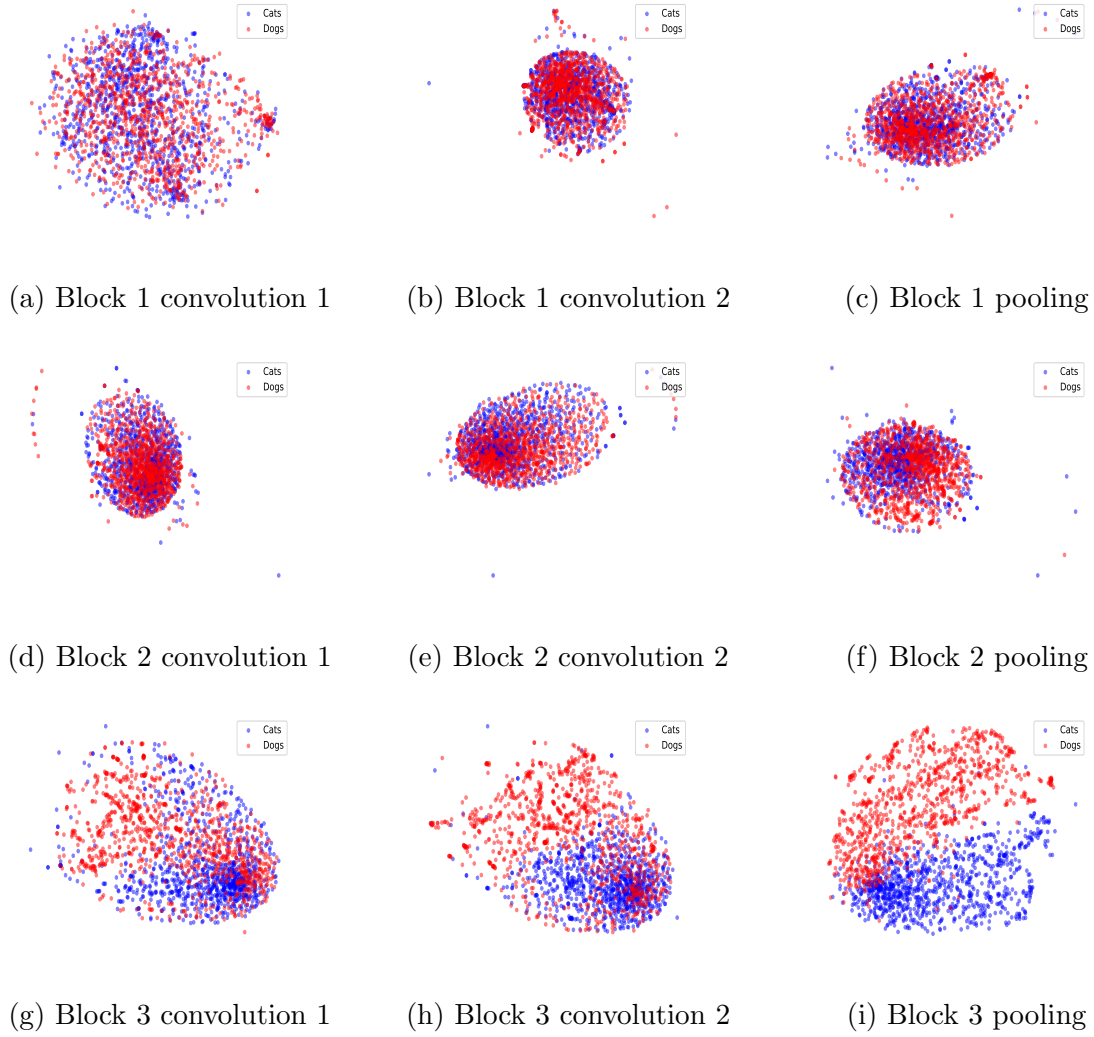 Cats
Dogs
Cats
Dogs
Cats
Dogs
(a) Block 1 convolution 1
(b) Block 1 convolution 2
(c) Block 1 pooling
Cats
Dogs
Cats
Dogs
Cats
Dogs
(d) Block 2 convolution 1
(e) Block 2 convolution 2
(f) Block 2 pooling
Cats
Dogs
Cats
Dogs
Cats
Dogs
(g) Block 3 convolution 1
(h) Block 3 convolution 2
(i) Block 3 pooling